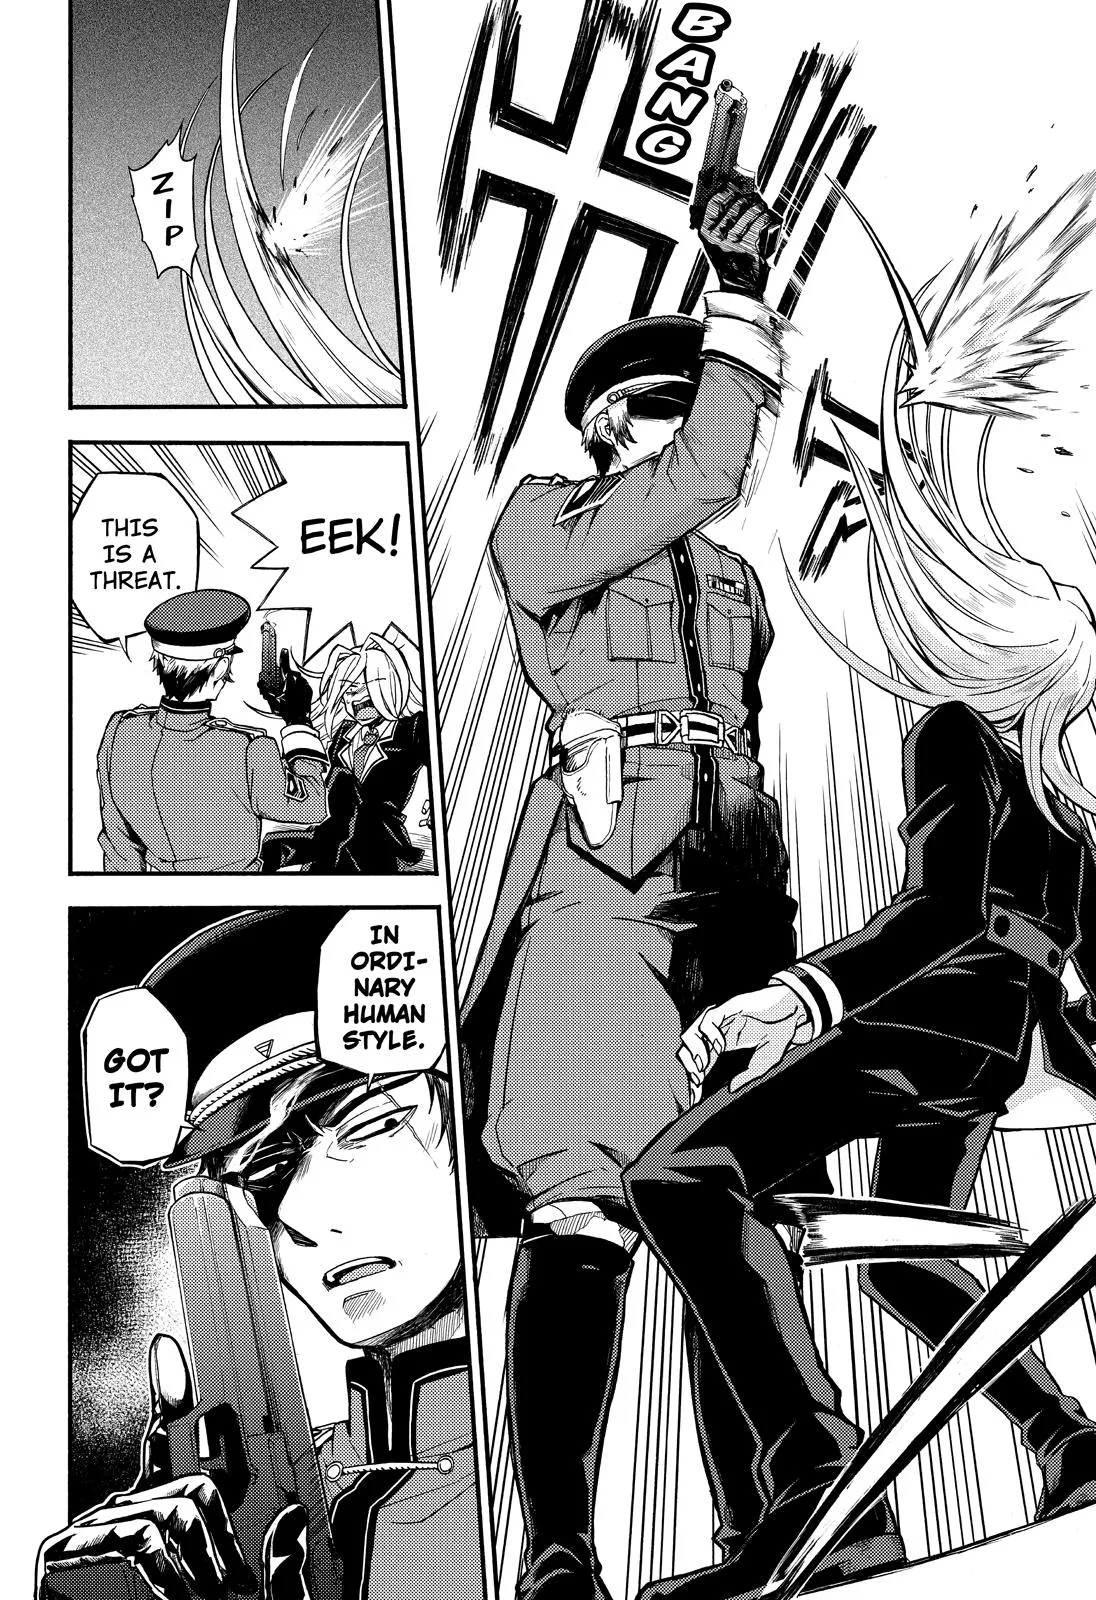 BANG
ZIP
EEK!
THIS
IS A
THREAT.
IN
ORDI-
NARY
HUMAN
STYLE.
GOT
IT?